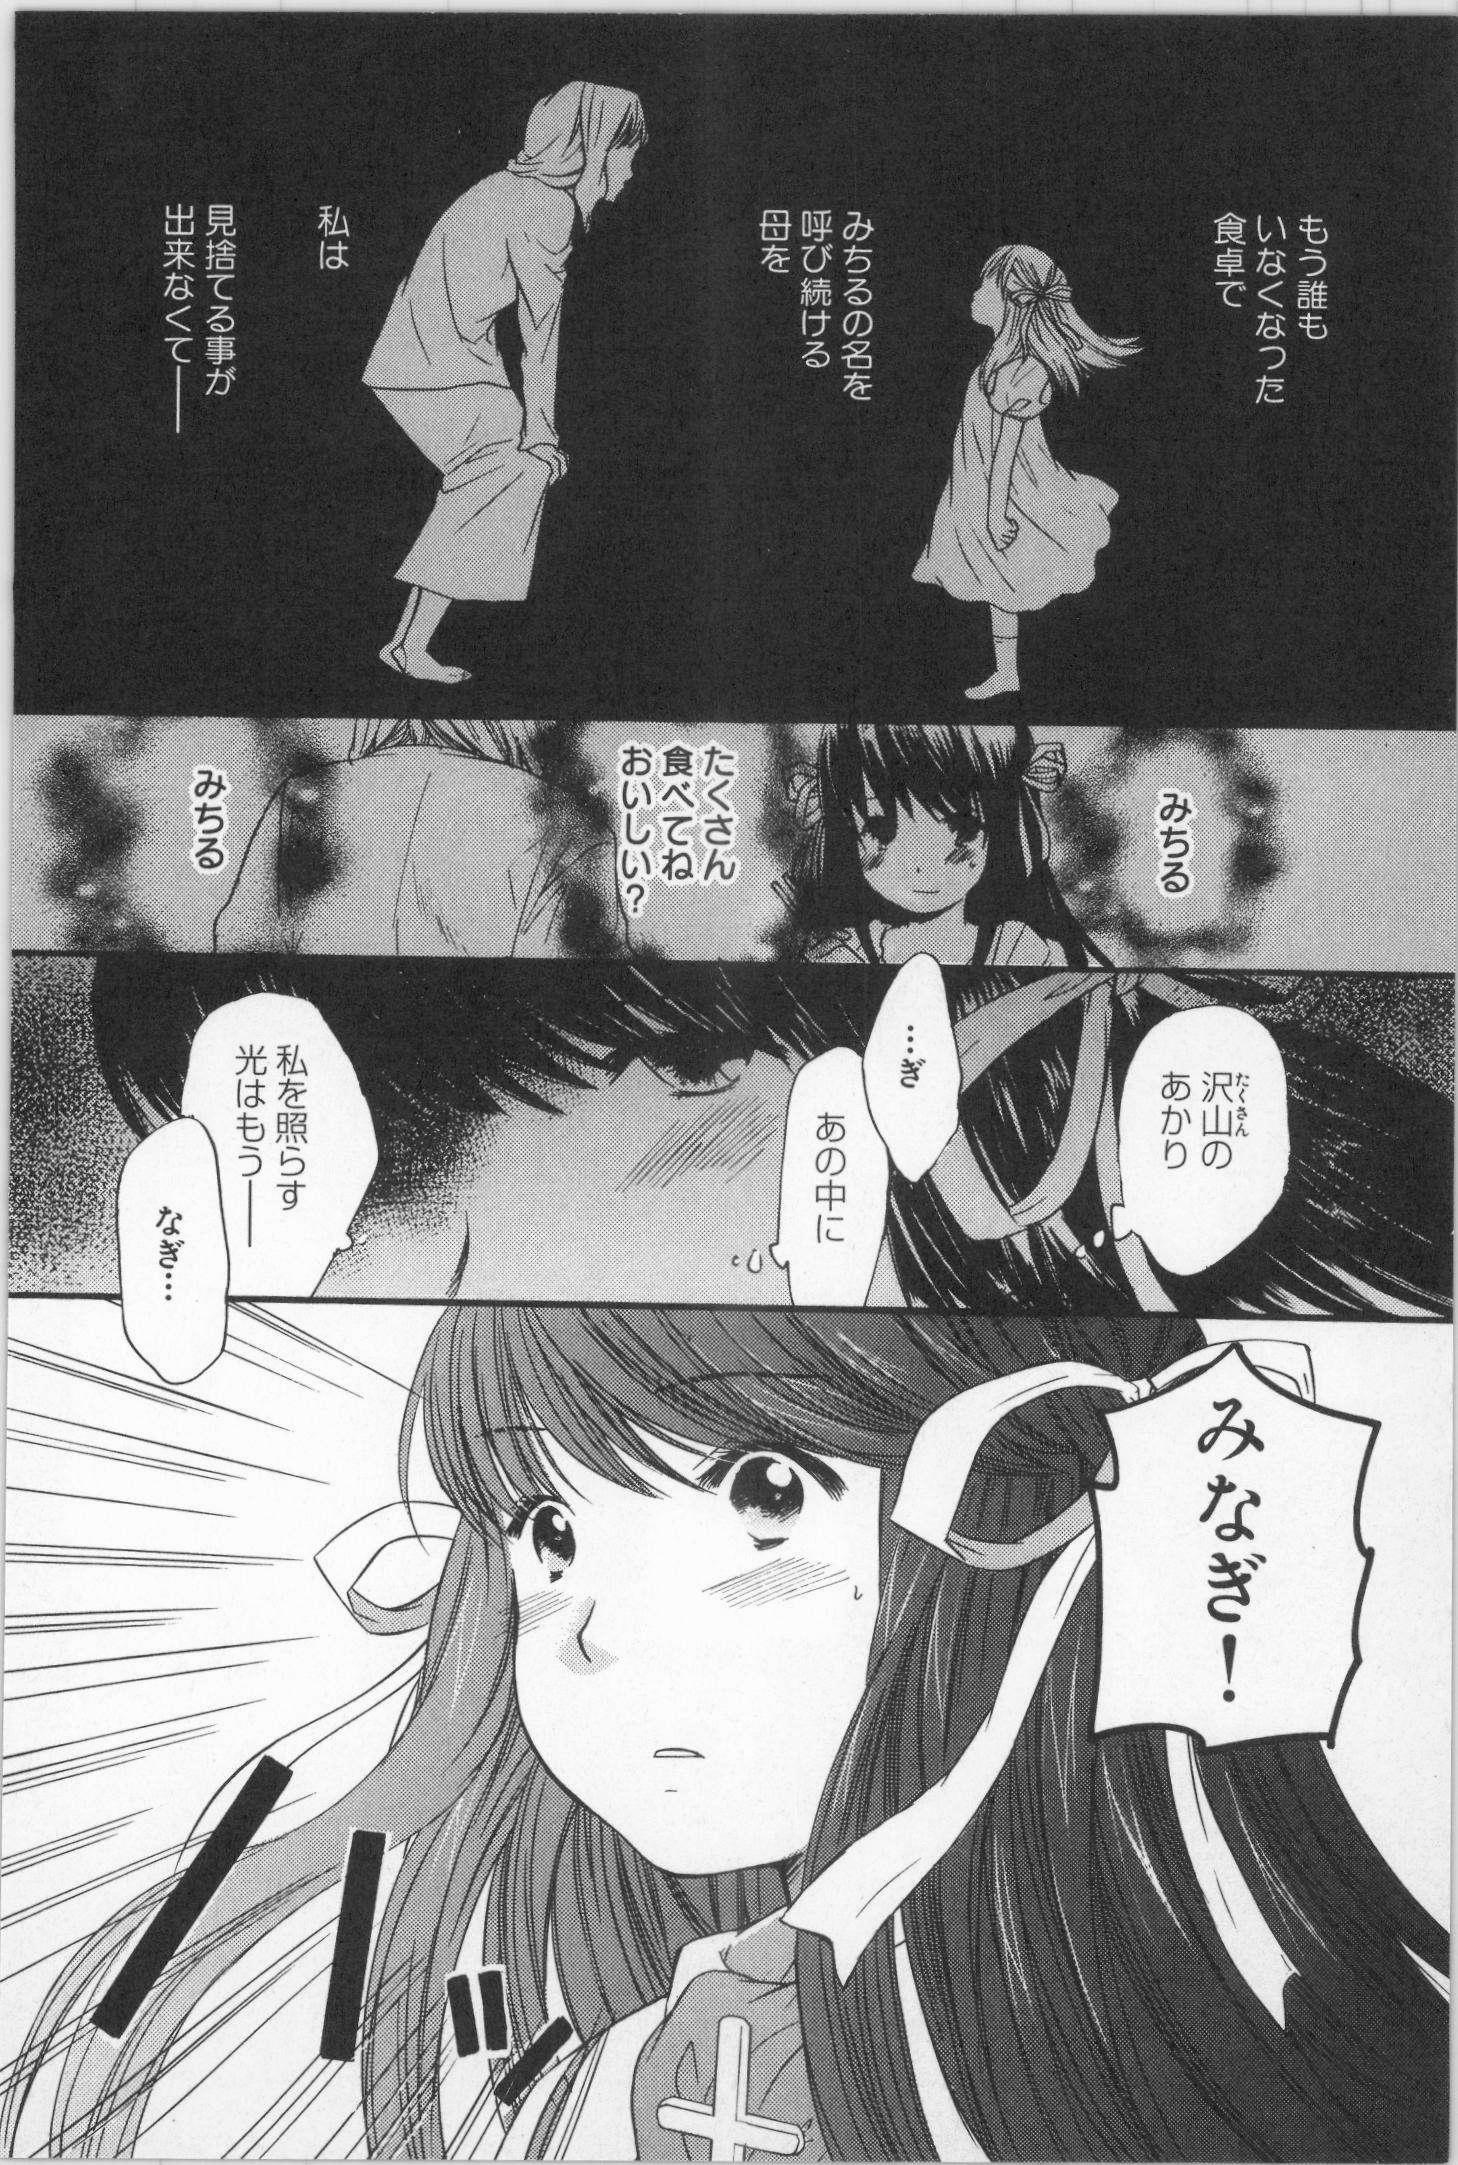 もう誰も
いなくなった
食卓で
みちるの名を
呼び続ける
母を
私は
見捨てる事が
出来なくて――
みちる
たくさん
食べてね
おいしい？
みちる
沢山の
たくさん
あかり
…ぎ
あの中に
私を照らす
光はもう――
なぎ…
みなぎ！